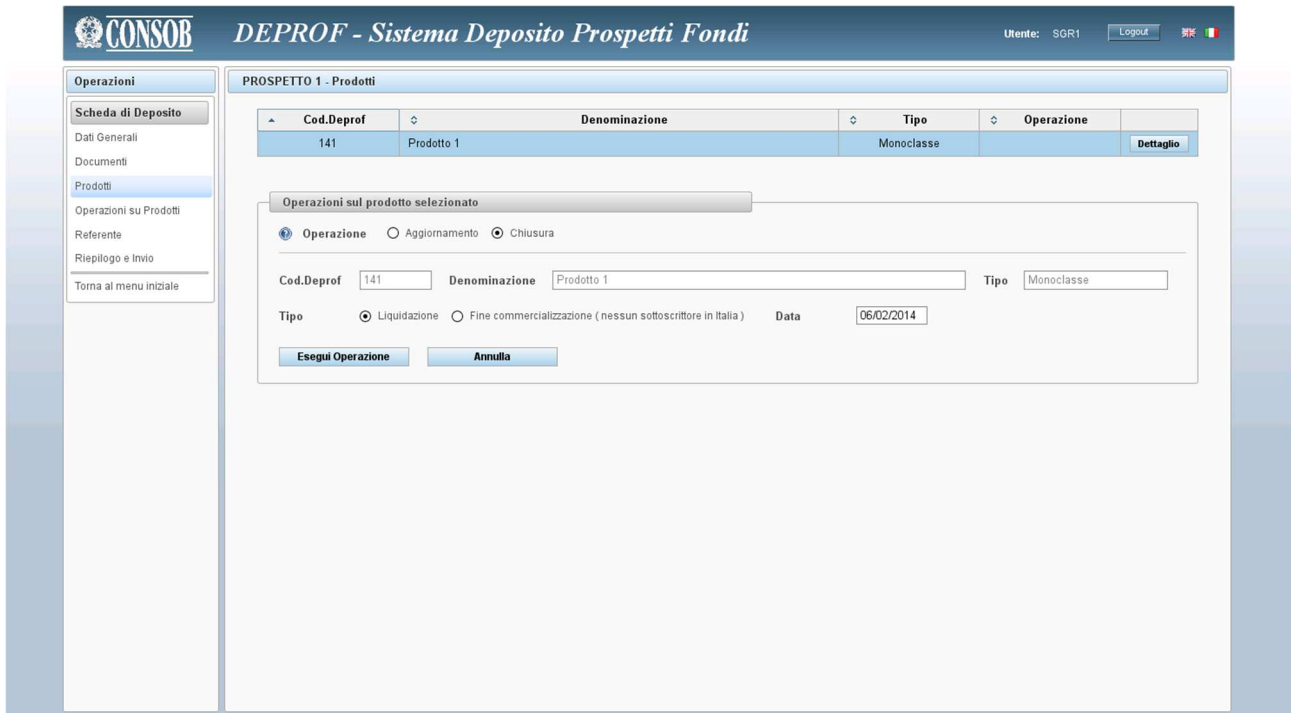 CONSOB DEPROF - Sistema Deposito Prospetti Fondi Utente: SGR1 Logout
Operazioni
Scheda di Deposito
Dati Generali
Documenti
Prodotti
Operazioni su Prodotti
Referente
Riepilogo e Invio
Torna al menu iniziale
PROSPETTO 1 - Prodotti
Cod.Deprof Denominazione Tipo Operazione
141 Prodotto 1 Monoclasse Dettaglio
Operazioni sul prodotto selezionato
Operazione Aggiornamento Chiusura
Cod.Deprof 141 Denominazione Prodotto 1 Tipo Monoclasse
Tipo Liquidazione Fine commercializzazione ( nessun sottoscrittore in Italia ) Data 06/02/2014
Esegui Operazione Annulla